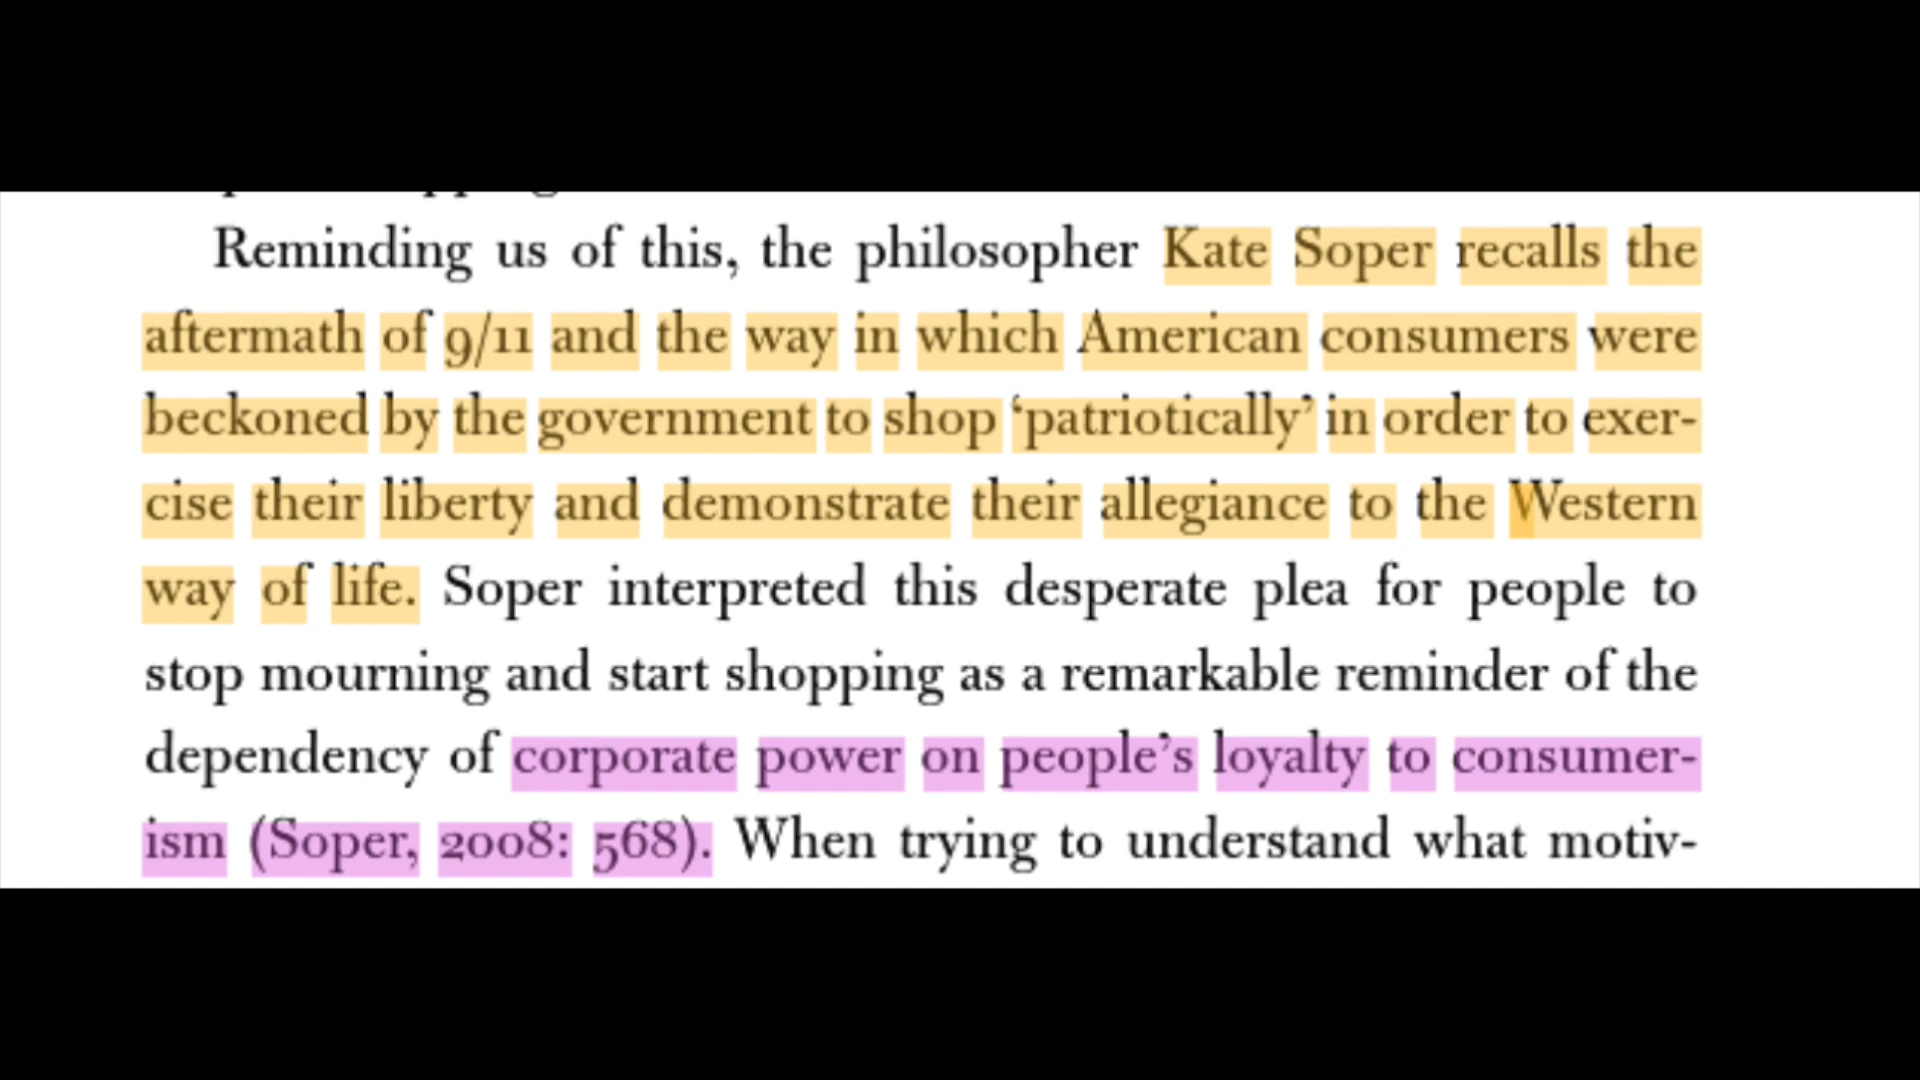 Reminding us of this, the philosopher Kate Soper recalls the
aftermath of 9/11 and the way in which American consumers were
beckoned by the government to shop ‘patriotically’ in order to exer-
cise their liberty and demonstrate their allegiance to the Western
way of life. Soper interpreted this desperate plea for people to
stop mourning and start shopping as a remarkable reminder of the
dependency of corporate power on people’s loyalty to consumer-
ism (Soper, 2008: 568). When trying to understand what motiv-